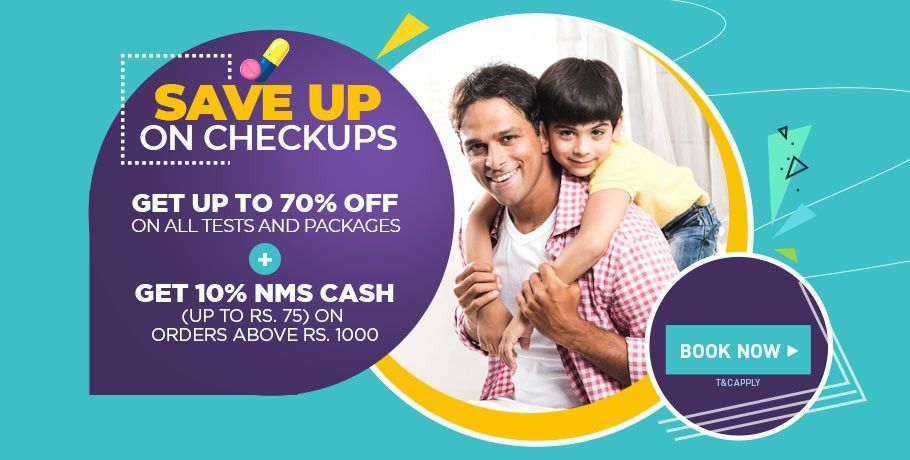 SAVE UP
ON CHECKUPS
GET UP TO 70% OFF
ON ALL TESTS AND PACKAGES
+
GET 10% NMS CASH
(UP TO RS. 75) ON
ORDERS ABOVE RS. 1000
BOOK NOW
T&CAPPLY